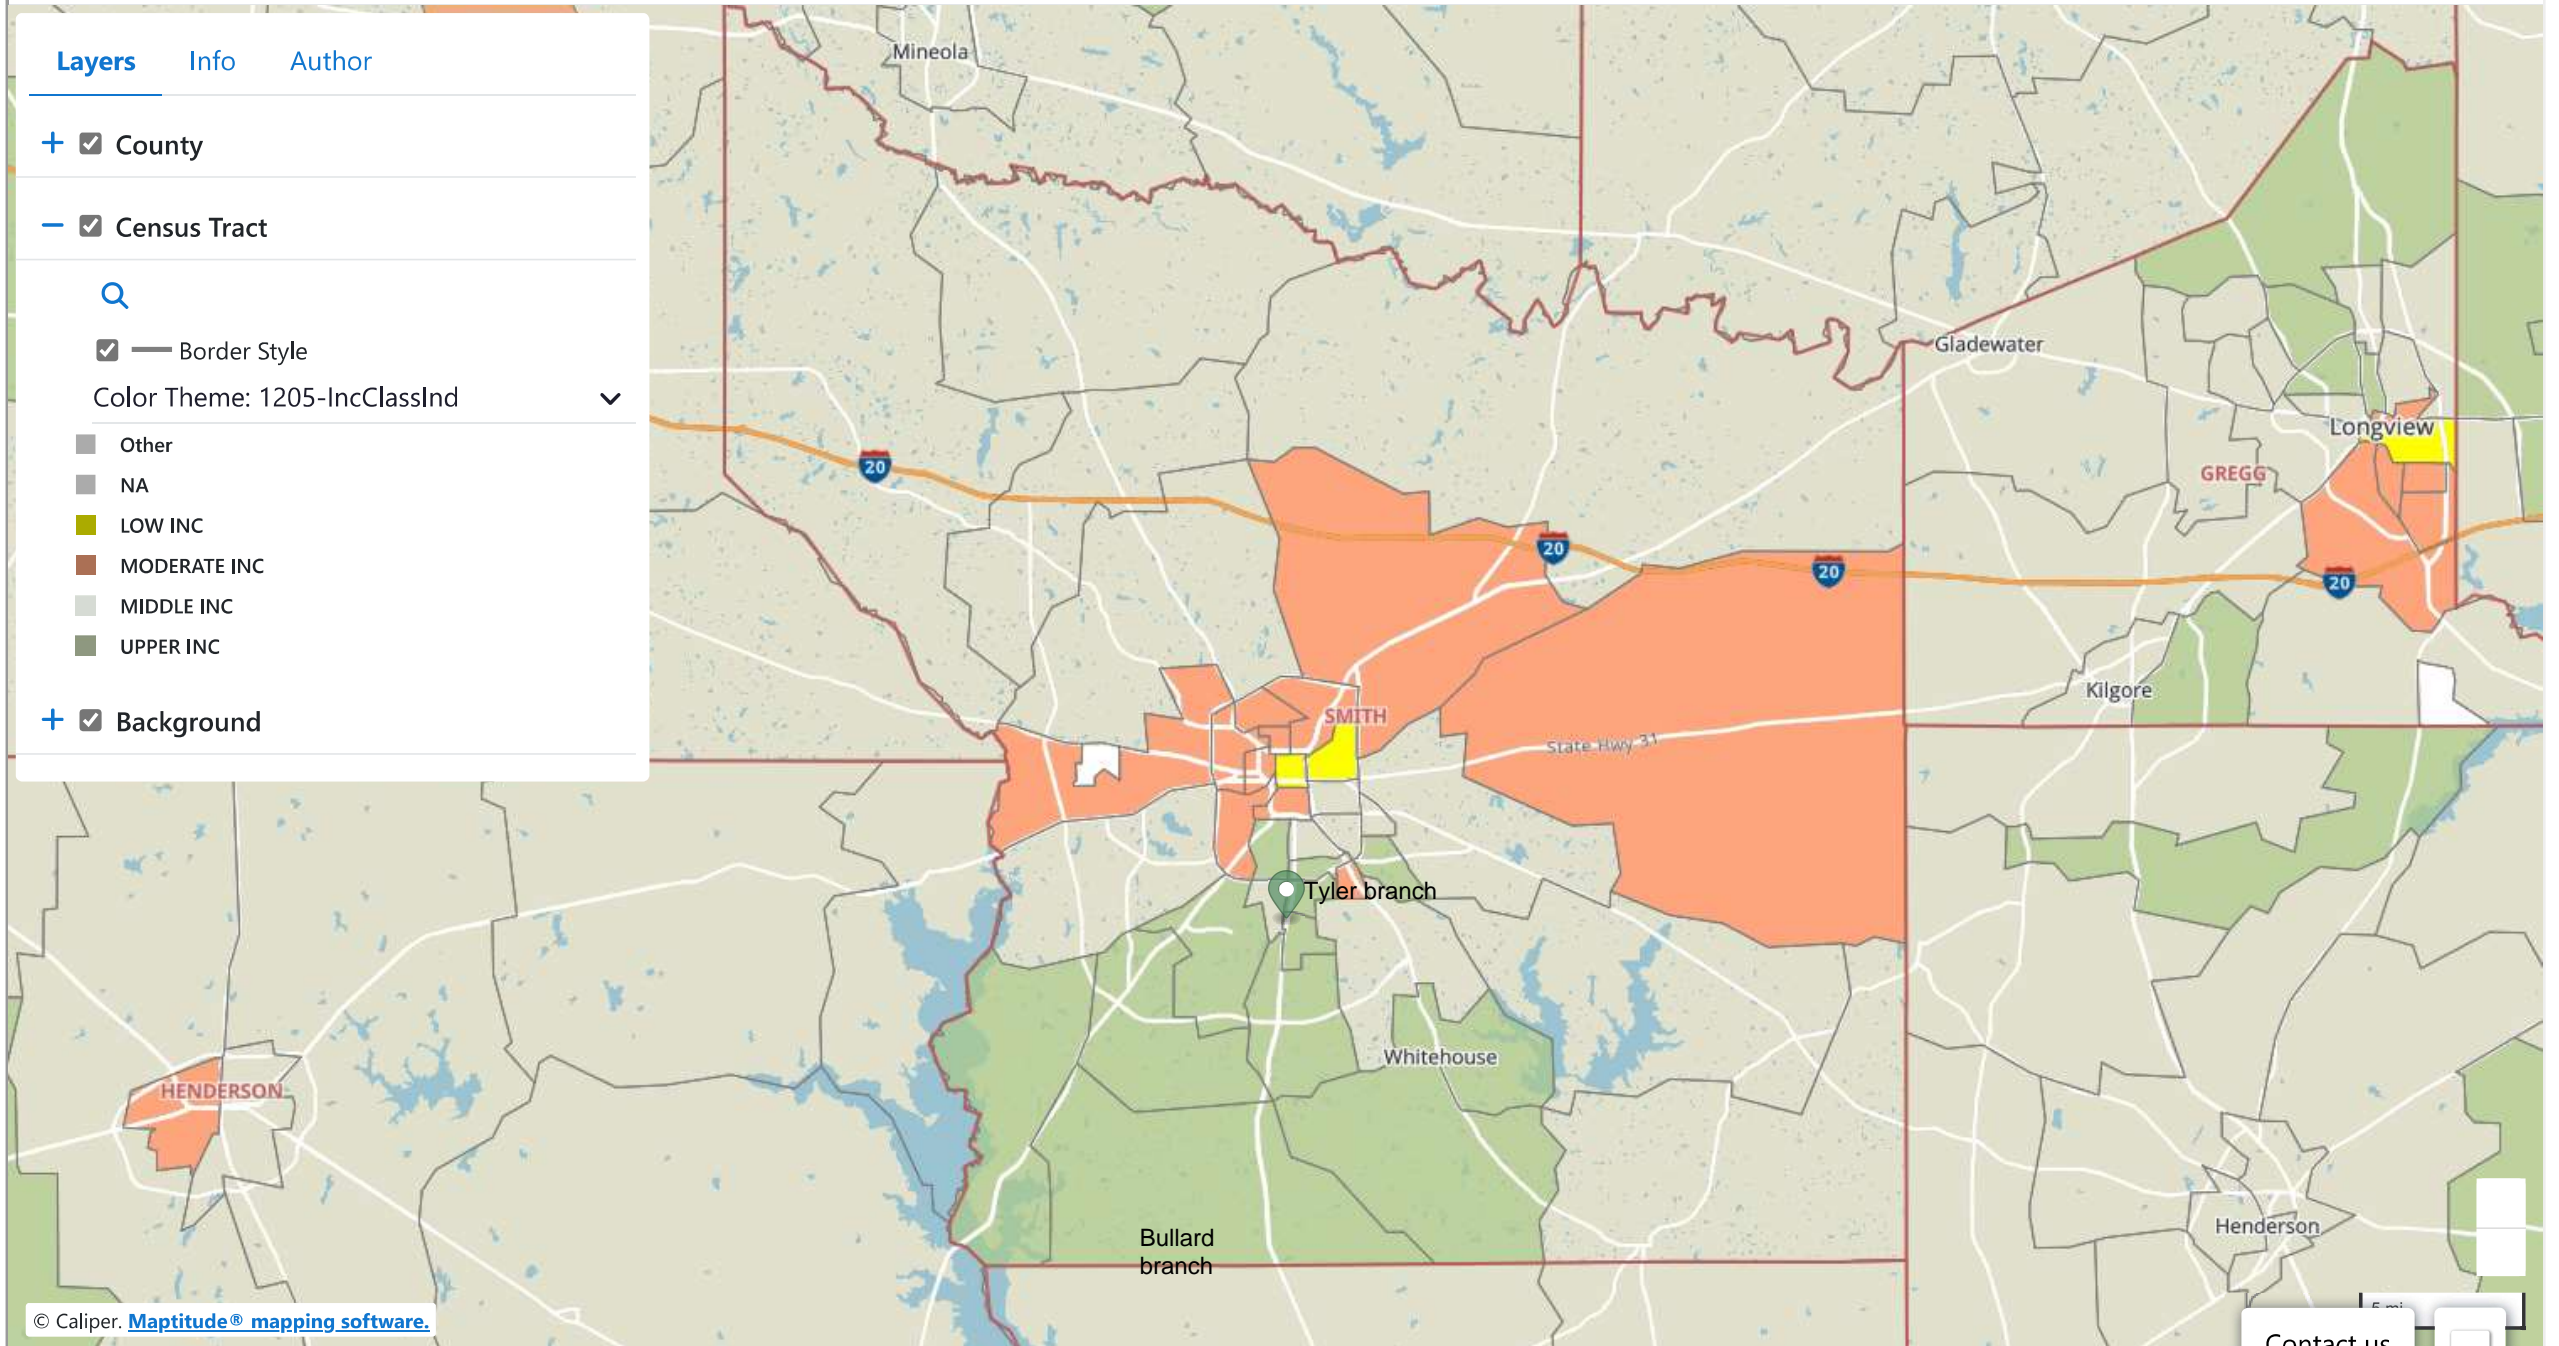 Layers Info Author
County
Census Tract
Border Style
Color Theme: 1205-IncClassInd
Other
NA
LOW INC
MODERATE INC
MIDDLE INC
UPPER INC
Background
Mineola
20
Gladewater
Longview
GREGG
20
20
20
Kilgore
SMITH
State Hwy 31
Tyler branch
Whitehouse
HENDERSON
Henderson
Bullard
branch
5 mi
© Caliper. Maptitude® mapping software.
Contact us